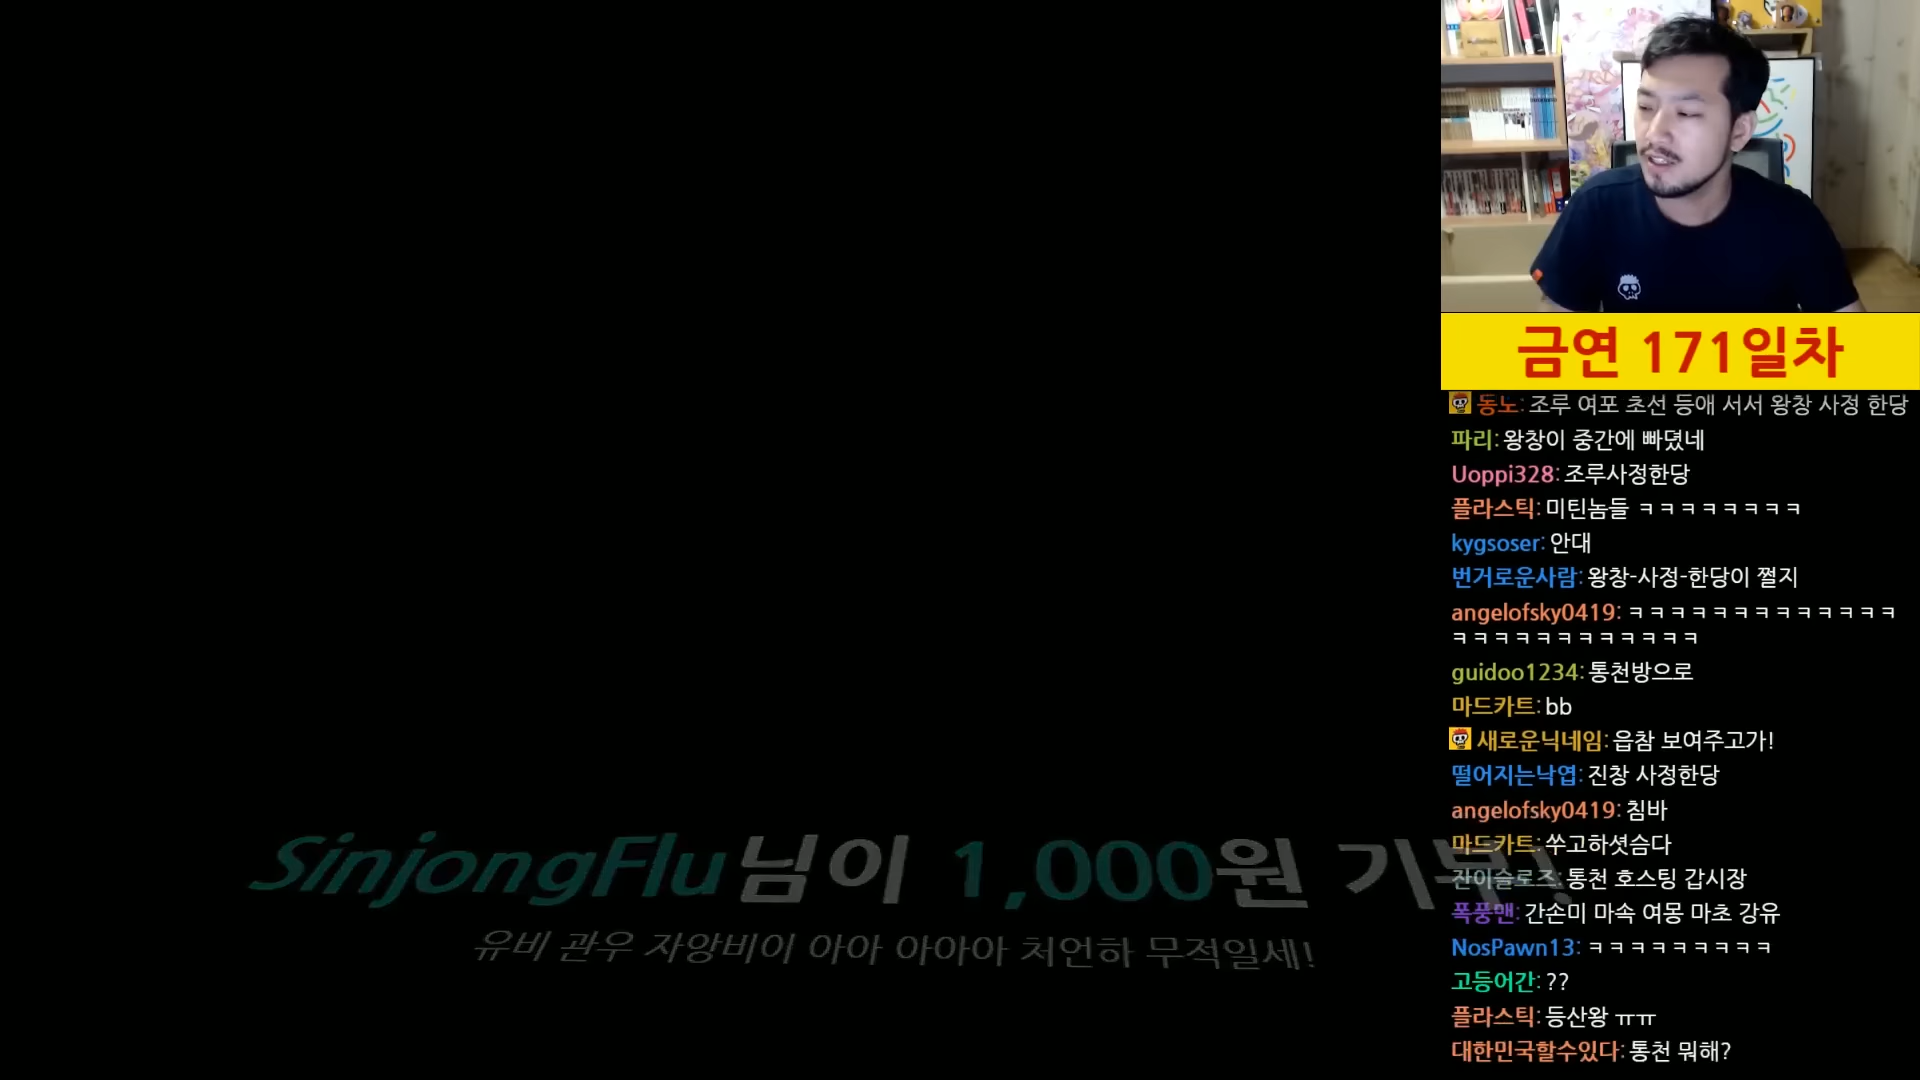 금연 171일차
동노: 조루 여포 초선 등애 서서 왕창 사정 한당
파리: 왕창이 중간에 빠뎠네
Uoppi328: 조루사정한당
플라스틱: 미틴놈들 ㅋㅋㅋㅋㅋㅋㅋㅋ
kygsoser: 안대
번거로운사람: 왕창-사정-한당이 쩔지
angelofsky0419: ㅋㅋㅋㅋㅋㅋㅋㅋㅋㅋㅋㅋㅋ
ㅋㅋㅋㅋㅋㅋㅋㅋㅋㅋㅋㅋ
guidoo1234: 통천방으로
마드카트: bb
새로운닉네임: 읍참 보여주고가!
떨어지는낙엽: 진창 사정한당
angelofsky0419: 침바
마드카트: 쑤고하셧슴다
잔이슬로즈: 통천 호스팅 갑시장
폭풍맨: 간손미 마속 여몽 마초 강유
NosPawn13: ㅋㅋㅋㅋㅋㅋㅋㅋㅋ
고등어간: ??
플라스틱: 등산왕 ㅠㅠ
대한민국할수있다: 통천 뭐해?
SinjongFlu님이 1,000원 기부!
유비 관우 자앙비이 아아 아아아 처언하 무적일세!